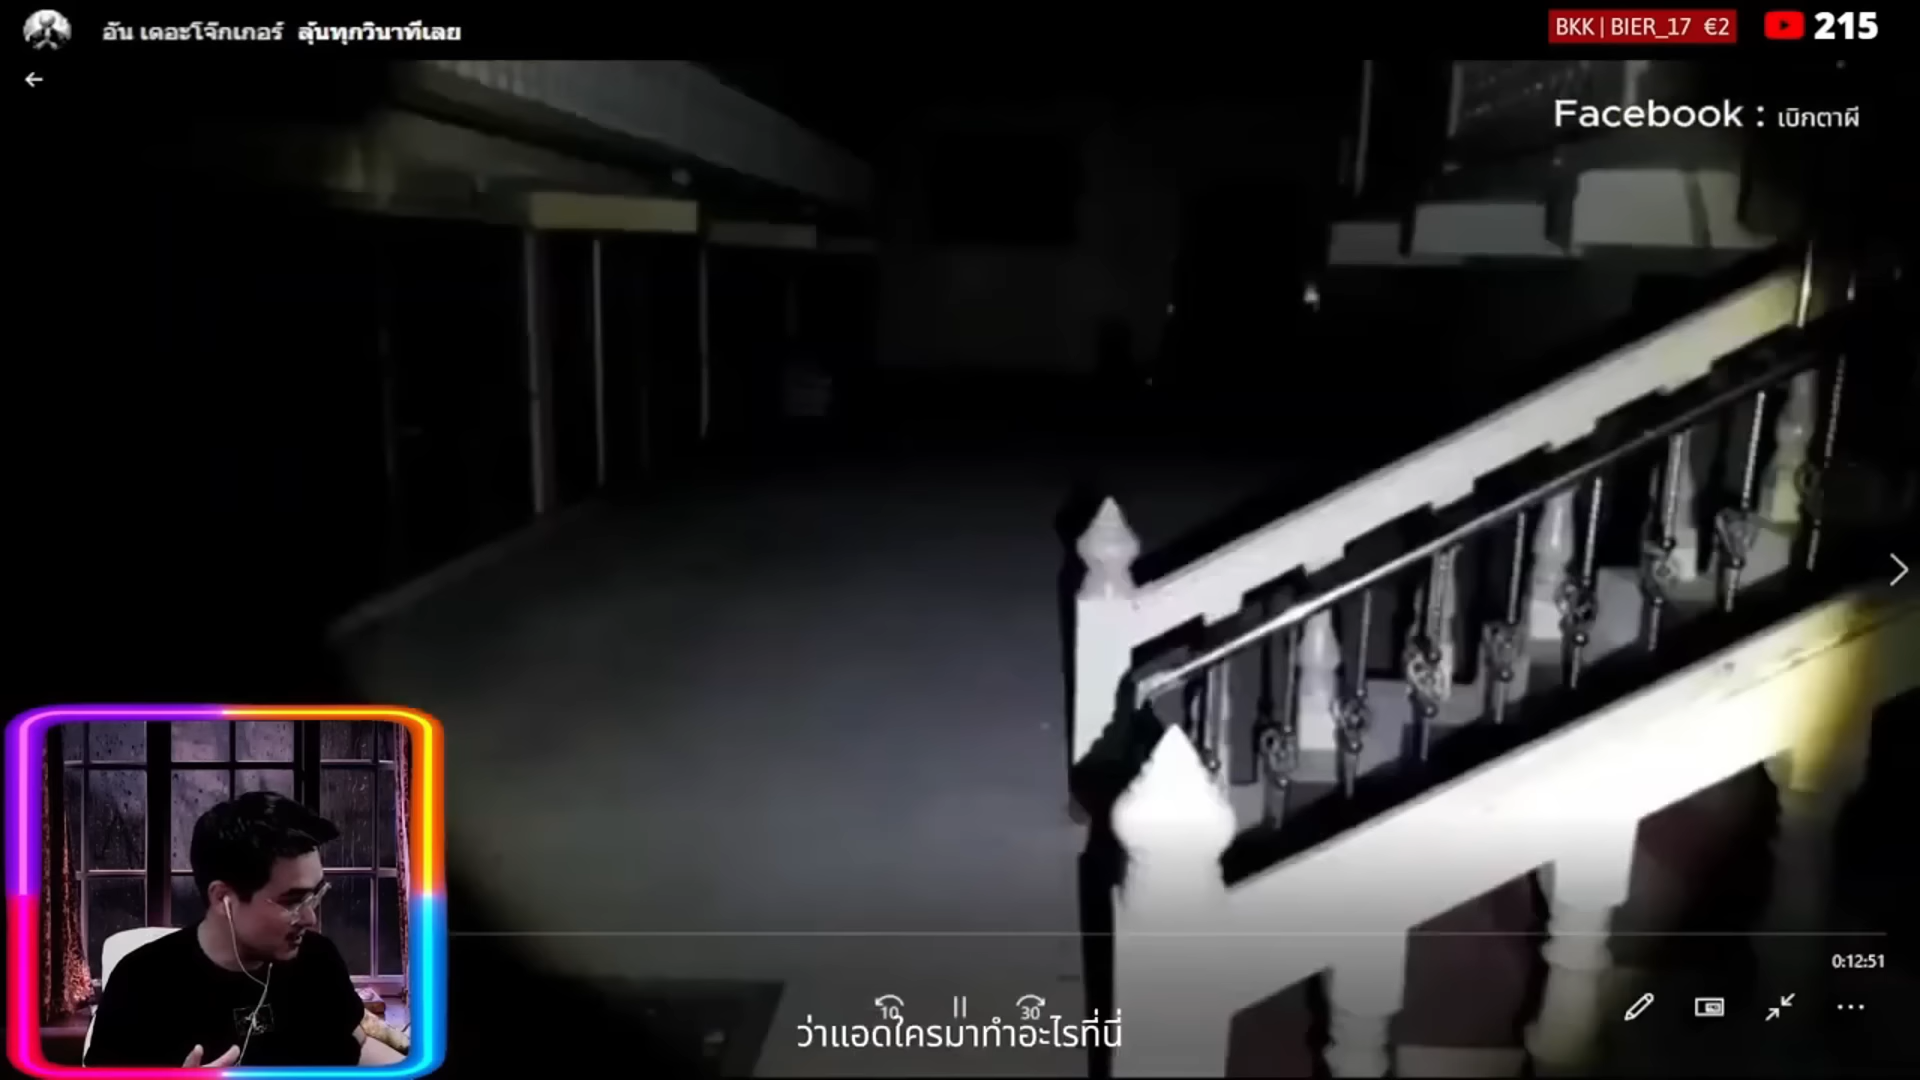 อัน เดอะโจ๊กเกอร์ ลุ้นทุกวินาทีเลย
BKK | BIER_17 €2
215
Facebook : เบิกตาผี
0:12:51
10
30
ว่าแอดใครมาทำอะไรที่นี่